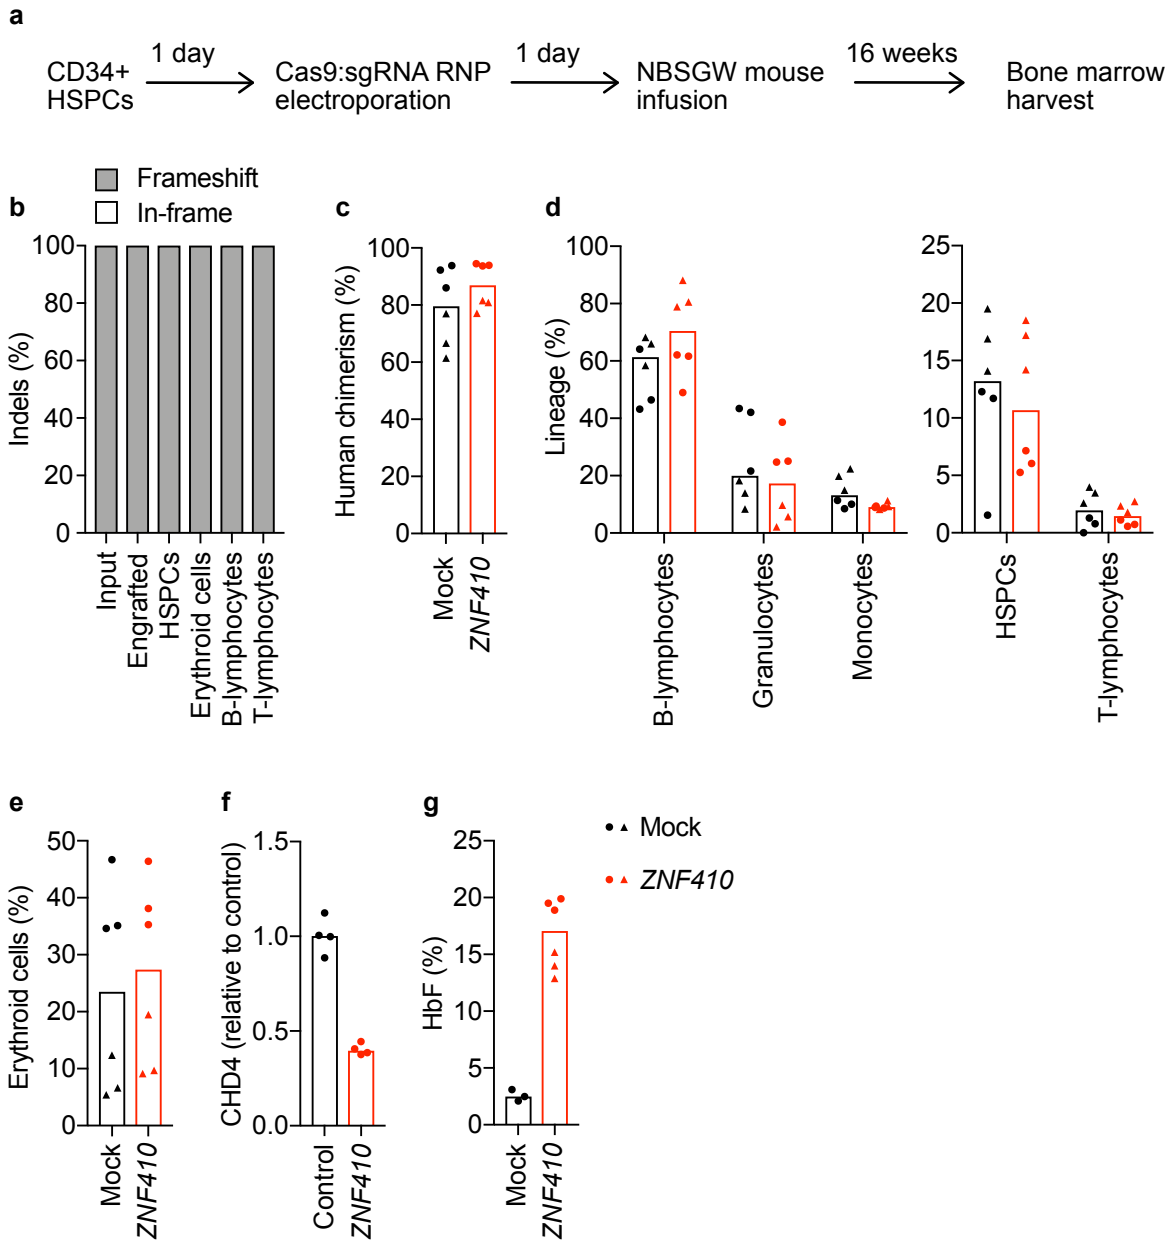 a
CD34+
HSPCs
1 day
Cas9:sgRNA RNP
electroporation
1 day
NBSGW mouse
infusion
16 weeks
Bone marrow
harvest
Frameshift
In-frame
b
Indels (%)
100
80
60
40
20
0
Input
Engrafted
HSPCs
Erythroid cells
B-lymphocytes
T-lymphocytes
c
Human chimerism (%)
100
80
60
40
20
0
Mock
ZNF410
d
Lineage (%)
100
80
60
40
20
0
B-lymphocytes
Granulocytes
Monocytes
25
20
15
10
5
0
HSPCs
T-lymphocytes
e
Erythroid cells (%)
50
40
30
20
10
0
Mock
ZNF410
f
CHD4 (relative to control)
1.5
1.0
0.5
0.0
Control
ZNF410
g
HbF (%)
25
20
15
10
5
0
Mock
ZNF410
Mock
ZNF410